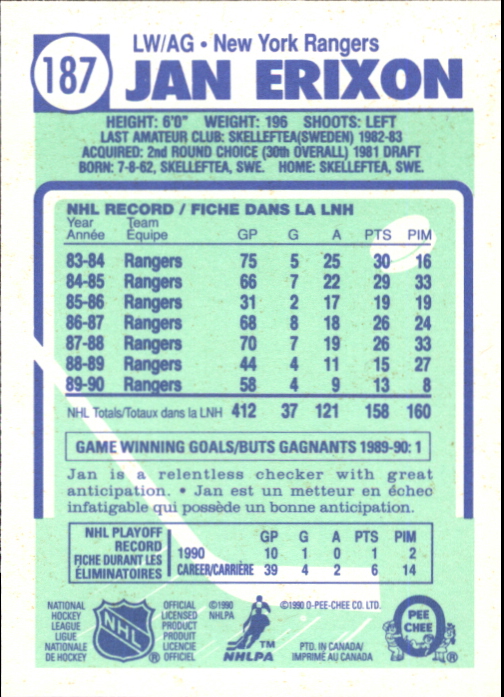 187
LW/AG • New York Rangers
JAN ERIXON
HEIGHT: 6'0" WEIGHT: 196 SHOOTS: LEFT
LAST AMATEUR CLUB: SKELLEFTEA(SWEDEN) 1982-83
ACQUIRED: 2nd ROUND CHOICE (30th OVERALL) 1981 DRAFT
BORN: 7-8-62, SKELLEFTEA, SWE. HOME: SKELLEFTEA, SWE.
NHL RECORD / FICHE DANS LA LNH
Year Team
Année Équipe GP G A PTS PIM
83-84 Rangers 75 5 25 30 16
84-85 Rangers 66 7 22 29 33
85-86 Rangers 31 2 17 19 19
86-87 Rangers 68 8 18 26 24
87-88 Rangers 70 7 19 26 33
88-89 Rangers 44 4 11 15 27
89-90 Rangers 58 4 9 13 8
NHL Totals/Totaux dans la LNH 412 37 121 158 160
GAME WINNING GOALS/BUTS GAGNANTS 1989-90: 1
Jan is a relentless checker with great
anticipation. • Jan est un metteur en échec
infatigable qui possède un bonne anticipation.
NHL PLAYOFF
RECORD
FICHE DURANT LES
ÉLIMINATOIRES
GP G A PTS PIM
1990 10 1 0 1 2
CAREER/CARRIÈRE 39 4 2 6 14
NATIONAL
HOCKEY
LEAGUE
LIGUE
NATIONALE
DE HOCKEY
NHL
®
OFFICIAL
LICENSED
PRODUCT
PRODUIT
LICENCIE
OFFICIEL
©1990
NHLPA
TM
NHLPA
©1990 O-PEE-CHEE CO. LTD.
PTD. IN CANADA/
IMPRIMÉ AU CANADA
PEE
CHEE
®